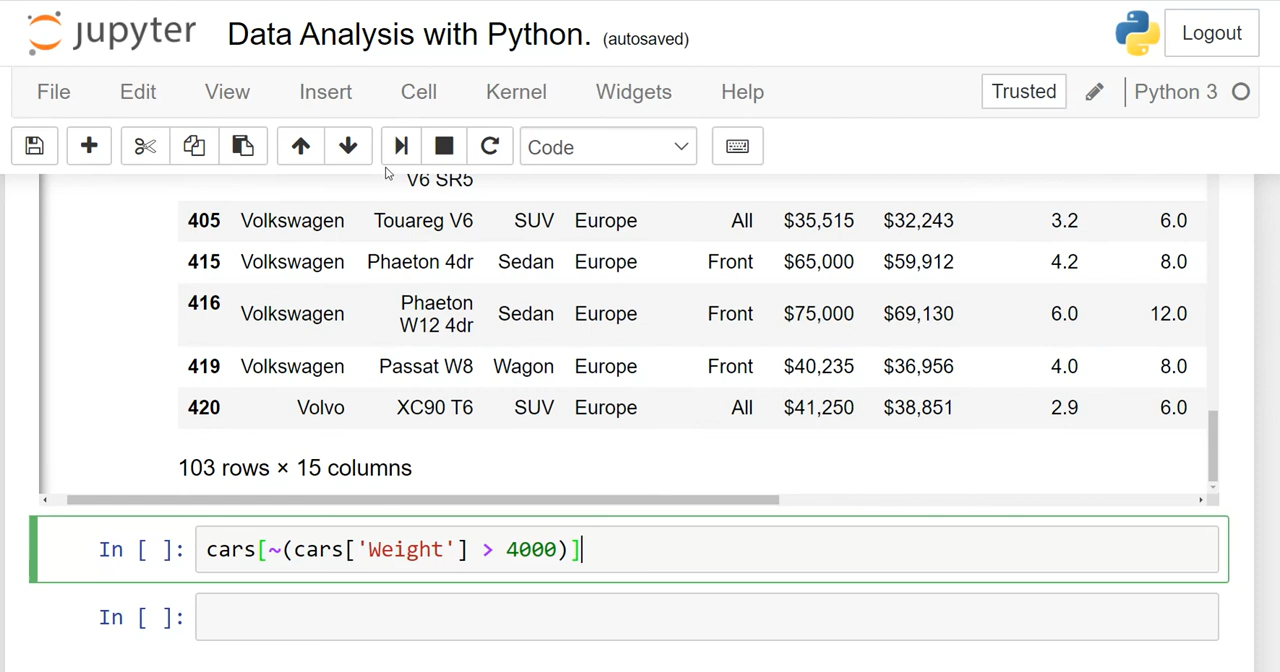 jupyter Data Analysis with Python. (autosaved) Logout
File Edit View Insert Cell Kernel Widgets Help Trusted Python 3
Code
V6 SR5
405 Volkswagen Touareg V6 SUV Europe All $35,515 $32,243 3.2 6.0
415 Volkswagen Phaeton 4dr Sedan Europe Front $65,000 $59,912 4.2 8.0
416 Volkswagen Phaeton W12 4dr Sedan Europe Front $75,000 $69,130 6.0 12.0
419 Volkswagen Passat W8 Wagon Europe Front $40,235 $36,956 4.0 8.0
420 Volvo XC90 T6 SUV Europe All $41,250 $38,851 2.9 6.0
103 rows × 15 columns
In [ ]: cars[~(cars['Weight'] > 4000)]
In [ ]: